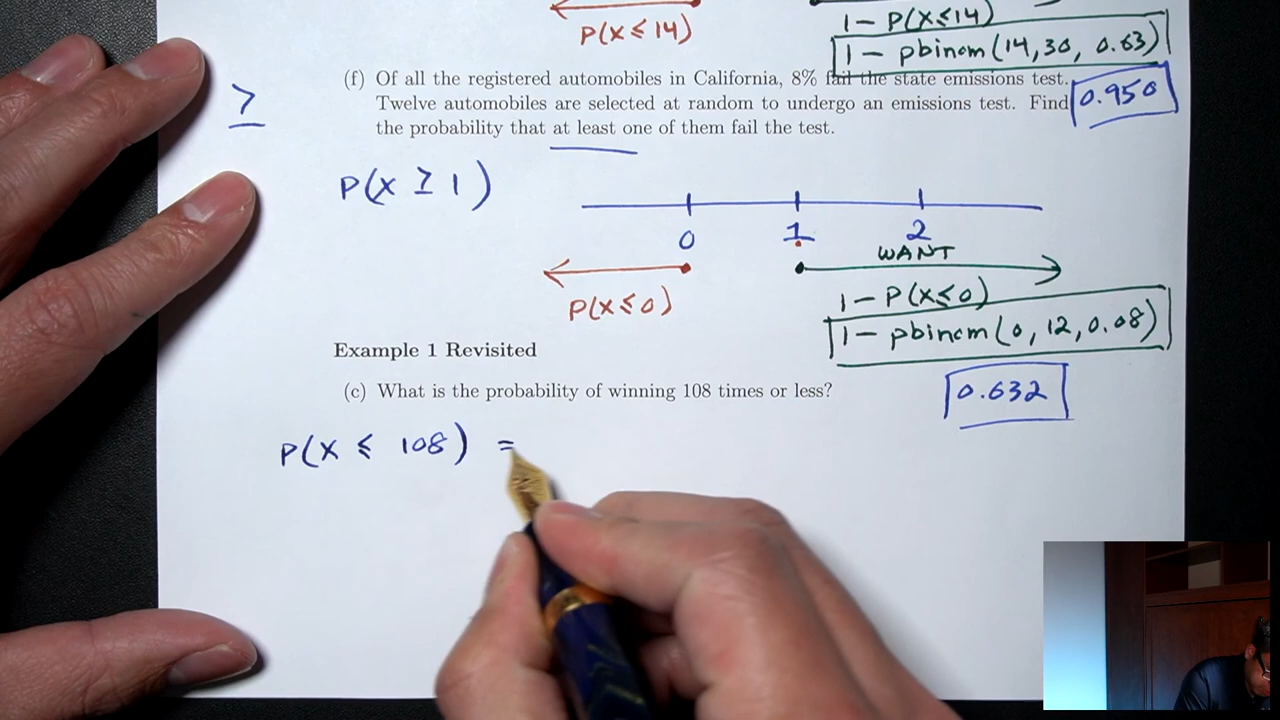 P(X ≤ 14)
1 − P(X ≤ 14)
1 − pbinom(14, 30, 0.63)
0.950
(f) Of all the registered automobiles in California, 8% fail the state emissions test.
Twelve automobiles are selected at random to undergo an emissions test. Find
the probability that at least one of them fail the test.
≥
P(X ≥ 1)
0 1 2
WANT
P(X ≤ 0)
1 − P(X ≤ 0)
1 − pbinom(0, 12, 0.08)
0.632
Example 1 Revisited
(c) What is the probability of winning 108 times or less?
P(X ≤ 108) =